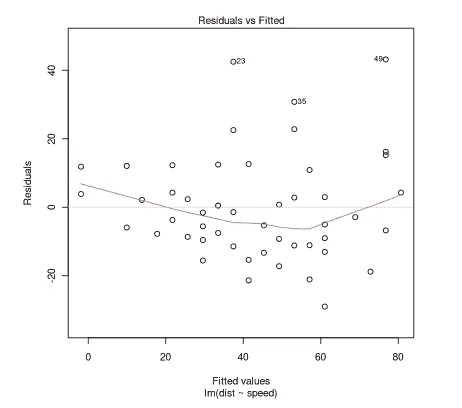 Residuals vs Fitted
Residuals
40
20
0
-20
23
49
35
0 20 40 60 80
Fitted values
lm(dist ~ speed)